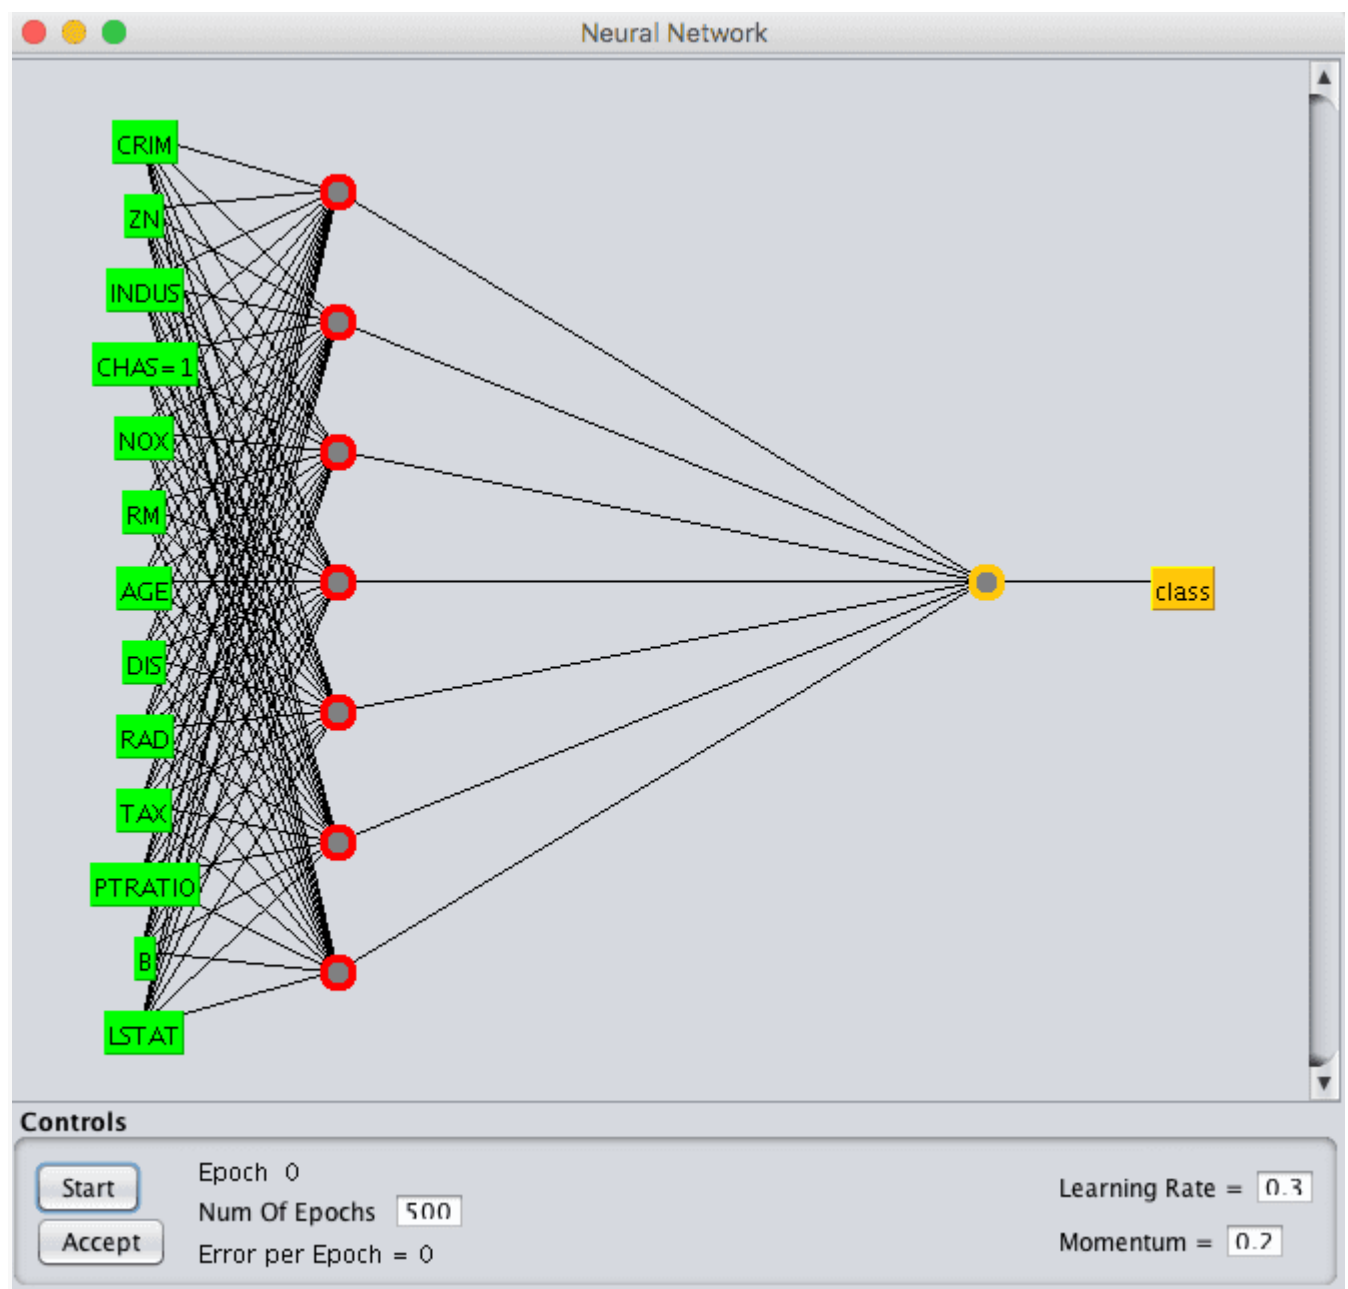 Neural Network
CRIM
ZN
INDUS
CHAS=1
NOX
RM
AGE
DIS
RAD
TAX
PTRATIO
B
LSTAT
class
Controls
Start
Accept
Epoch 0
Num Of Epochs 500
Error per Epoch = 0
Learning Rate = 0.3
Momentum = 0.2